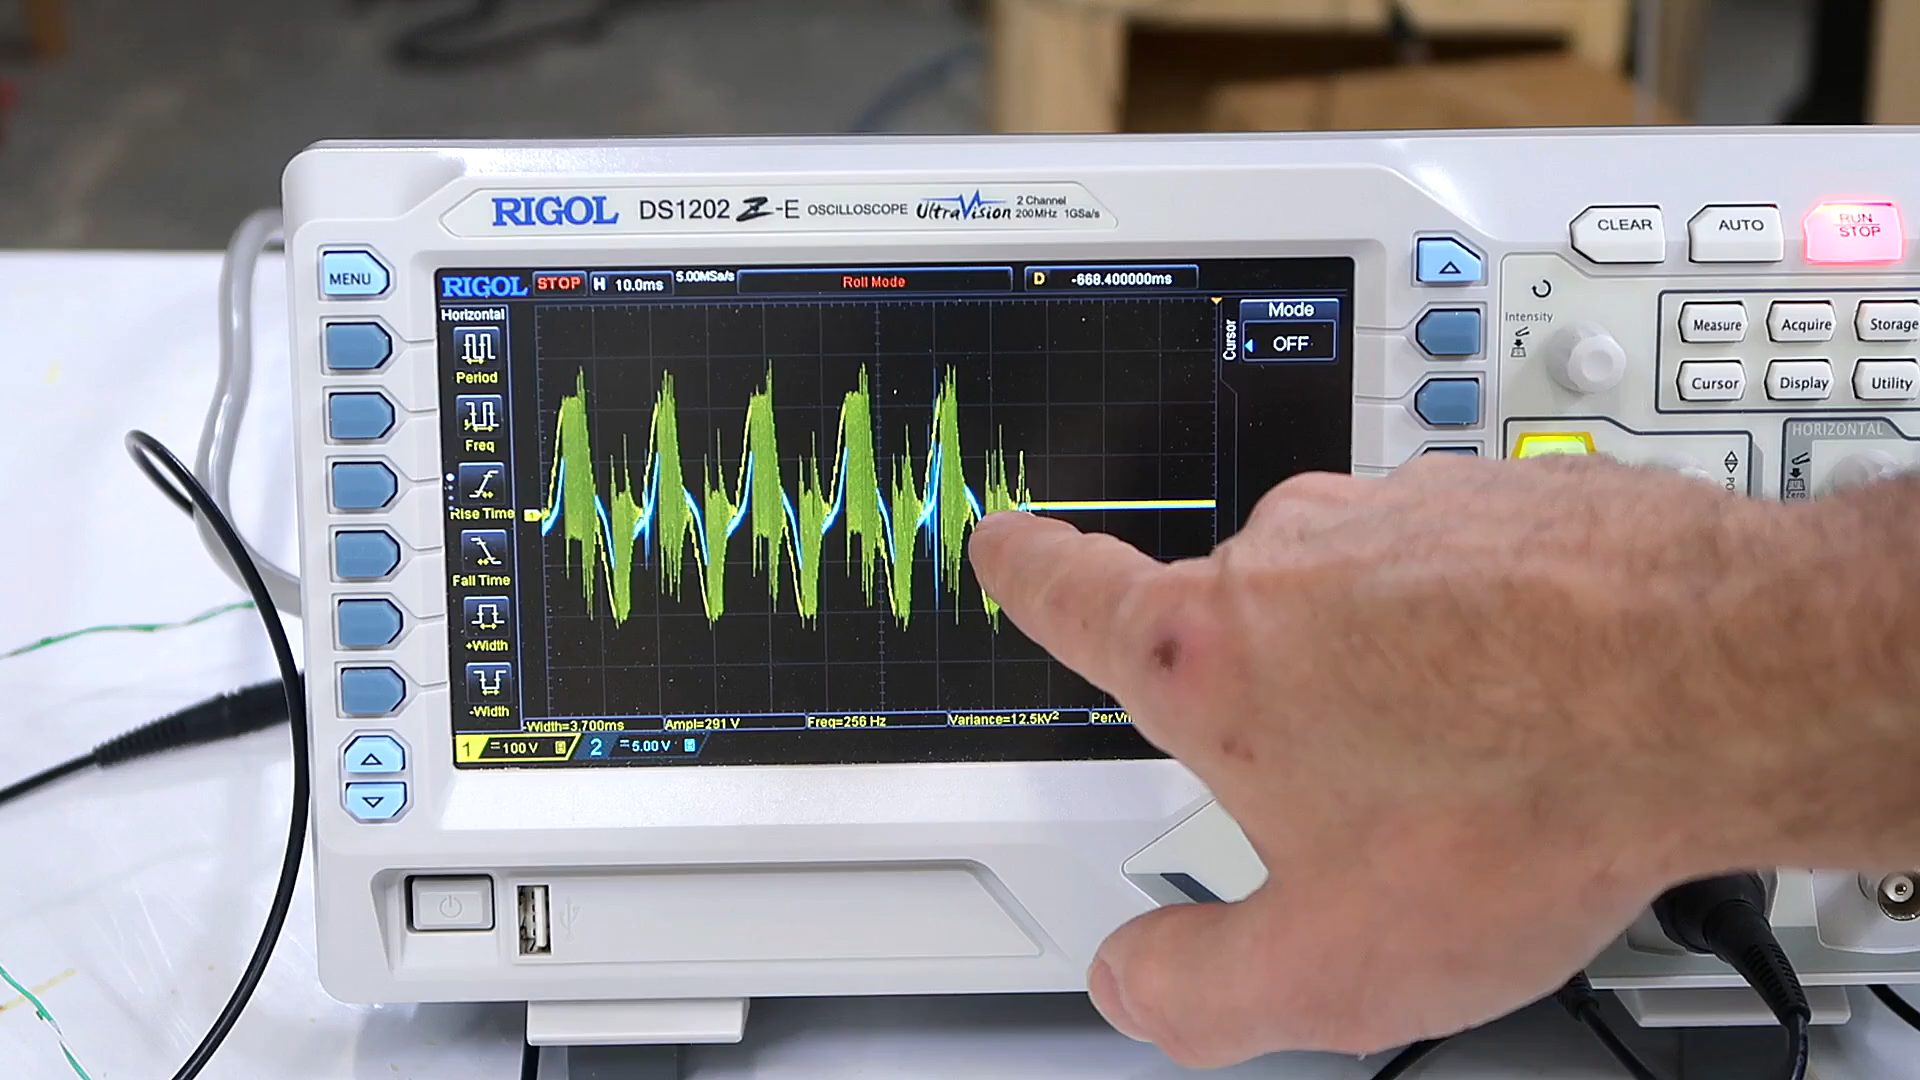 RIGOL DS1202 Z-E OSCILLOSCOPE UltraVision 2 Channel 200MHz 1GSa/s
CLEAR AUTO RUN STOP
MENU
RIGOL STOP H 10.0ms 5.00MSa/s Roll Mode D -668.400000ms
Horizontal
Period
Freq
Rise Time
Fall Time
+Width
-Width
Cursor
Mode
OFF
Intensity
Measure Acquire Storage
Cursor Display Utility
HORIZONTAL
-Width=3.700ms Ampl=291 V Freq=256 Hz Variance=12.5kV²
1 100 V 2 5.00 V